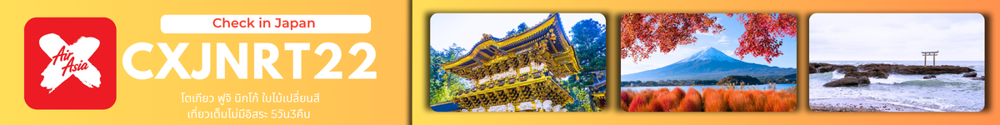 Air
Asia
Check in Japan
CXJNRT22
โตเกียว ฟูจิ นิกโก้ ใบไม้เปลี่ยนสี
เที่ยวเต็มไม่มีอิสระ 5วัน3คืน